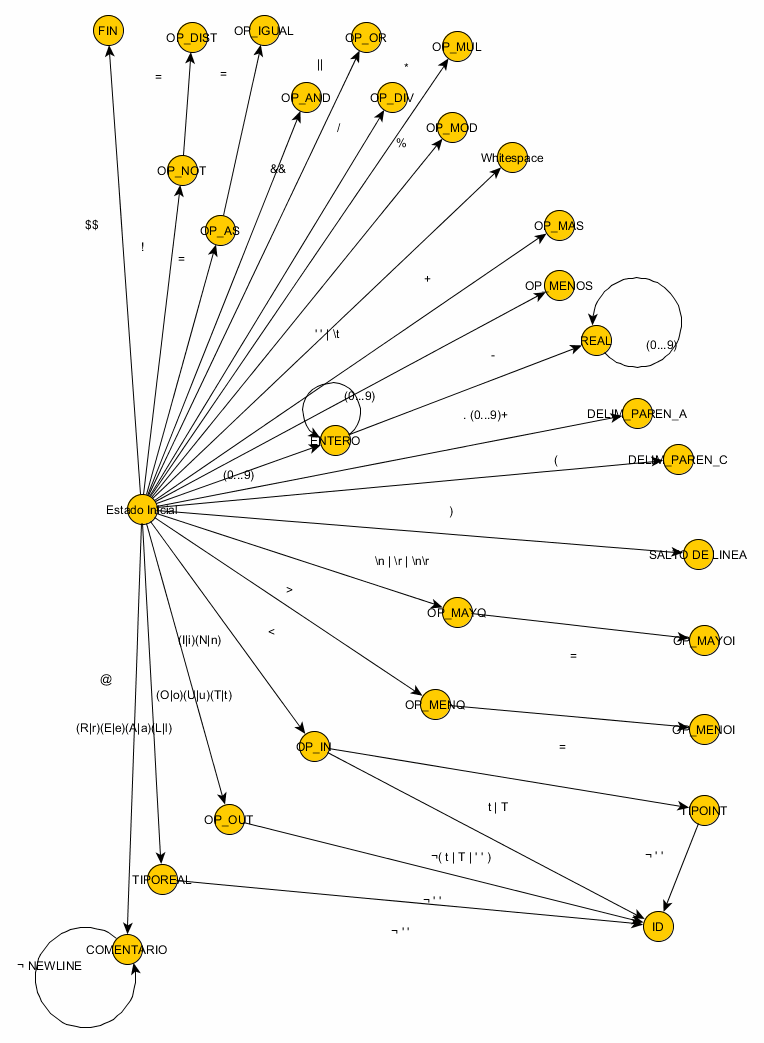 FIN
OP_DIST
OP_IGUAL
OP_OR
OP_MUL
||
*
=
=
OP_AND
OP_DIV
/
OP_MOD
%
Whitespace
OP_NOT
&&
$$
OP_AS
OP_MAS
!
=
+
OP_MENOS
' ' | \t
REAL
(0...9)
-
(0...9)
. (0...9)+
DELIM_PAREN_A
ENTERO
(
DELIM_PAREN_C
(0...9)
Estado Inicial
)
SALTO DE LINEA
\n | \r | \n\r
>
OP_MAYQ
<
(I|i)(N|n)
OP_MAYOI
=
@
(O|o)(U|u)(T|t)
OP_MENQ
(R|r)(E|e)(A|a)(L|l)
OP_MENOI
OP_IN
=
t | T
TIPOINT
OP_OUT
¬( t | T | ' ' )
¬ ' '
TIPOREAL
¬ ' '
¬ ' '
ID
COMENTARIO
¬ NEWLINE